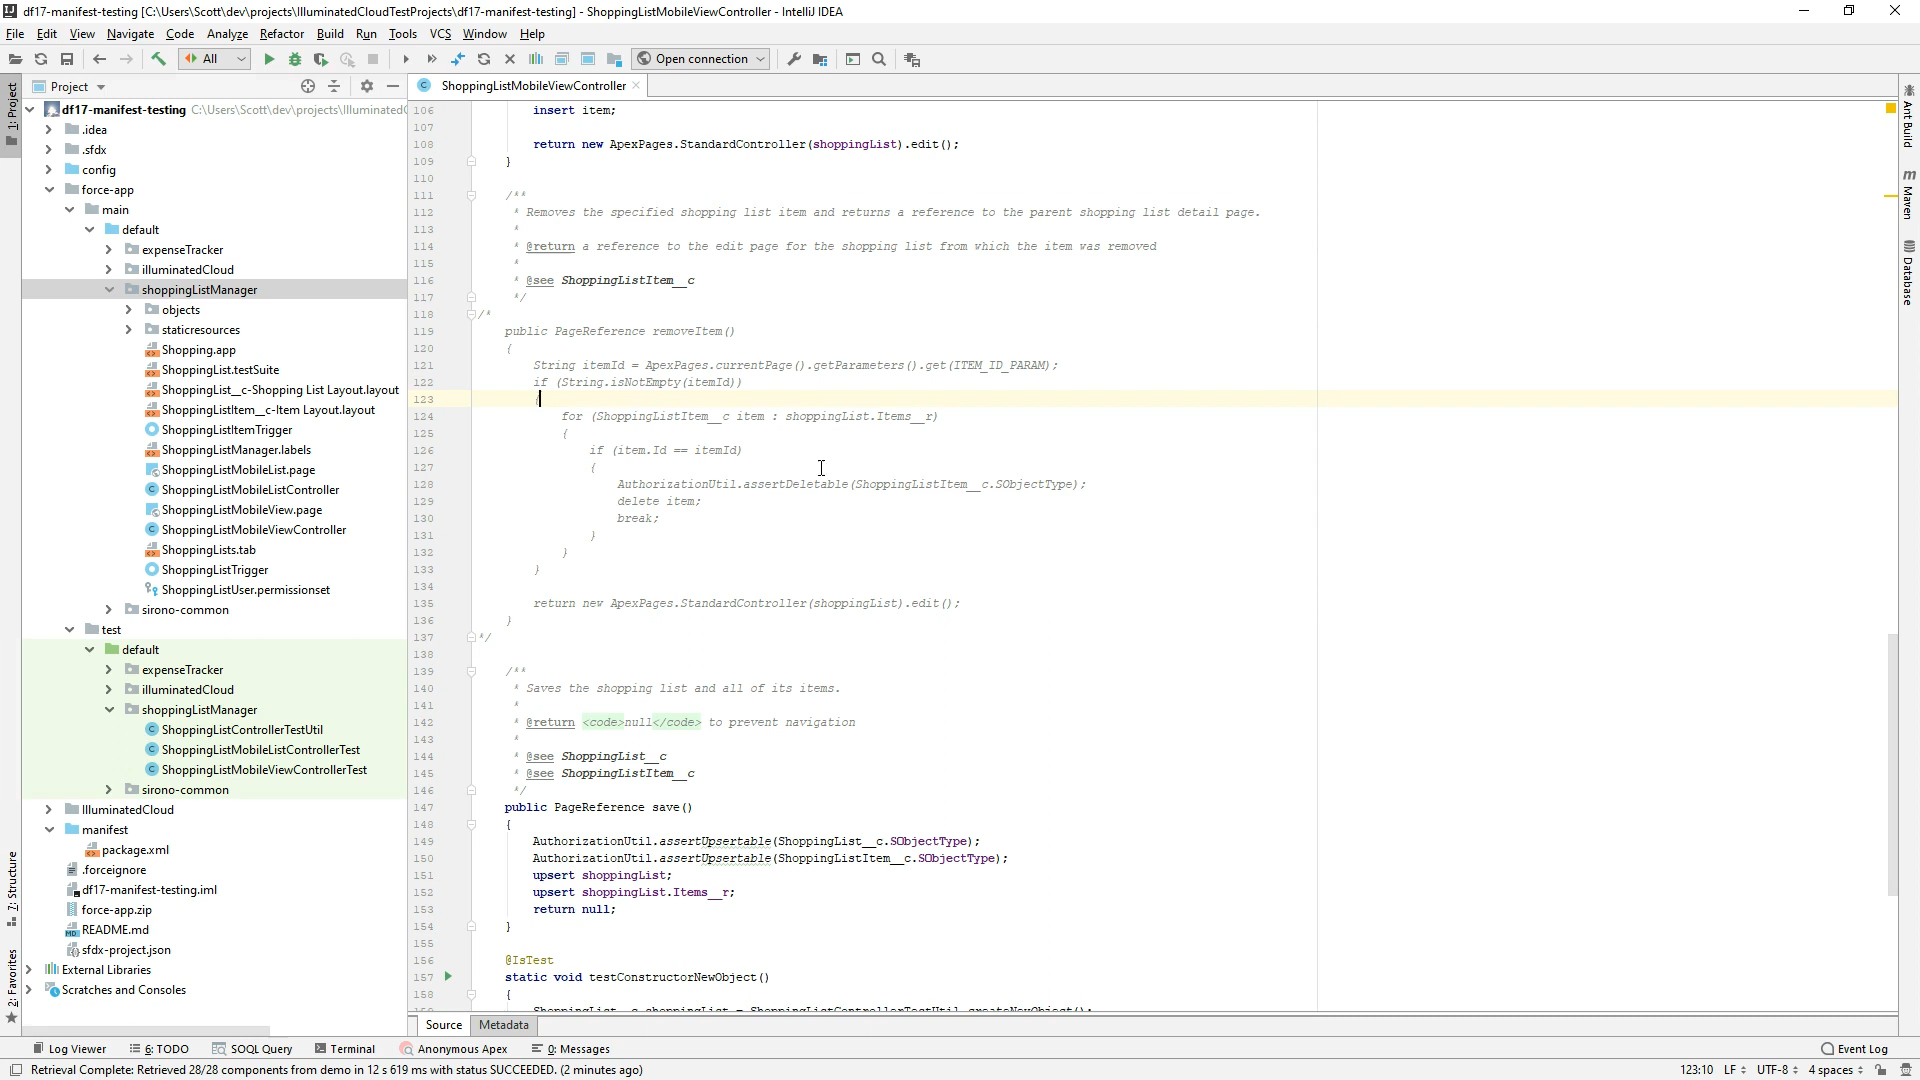 df17-manifest-testing [C:\Users\Scott\dev\projects\IlluminatedCloudTestProjects\df17-manifest-testing] - ShoppingListMobileViewController - IntelliJ IDEA
File Edit View Navigate Code Analyze Refactor Build Run Tools VCS Window Help
All Open connection
Project ShoppingListMobileViewController
1: Project
7: Structure
2: Favorites
df17-manifest-testing C:\Users\Scott\dev\projects\Illuminated
.idea
.sfdx
config
force-app
main
default
expenseTracker
illuminatedCloud
shoppingListManager
objects
staticresources
Shopping.app
ShoppingList.testSuite
ShoppingList__c-Shopping List Layout.layout
ShoppingListItem__c-Item Layout.layout
ShoppingListItemTrigger
ShoppingListManager.labels
ShoppingListMobileList.page
ShoppingListMobileListController
ShoppingListMobileView.page
ShoppingListMobileViewController
ShoppingLists.tab
ShoppingListTrigger
ShoppingListUser.permissionset
sirono-common
test
default
expenseTracker
illuminatedCloud
shoppingListManager
ShoppingListControllerTestUtil
ShoppingListMobileListControllerTest
ShoppingListMobileViewControllerTest
sirono-common
IlluminatedCloud
manifest
package.xml
.forceignore
df17-manifest-testing.iml
force-app.zip
README.md
sfdx-project.json
External Libraries
Scratches and Consoles
106 insert item;
107
108 return new ApexPages.StandardController(shoppingList).edit();
109 }
110
111 /**
112 * Removes the specified shopping list item and returns a reference to the parent shopping list detail page.
113 *
114 * @return a reference to the edit page for the shopping list from which the item was removed
115 *
116 * @see ShoppingListItem__c
117 */
118 /*
119 public PageReference removeItem()
120 {
121 String itemId = ApexPages.currentPage().getParameters().get(ITEM_ID_PARAM);
122 if (String.isNotEmpty(itemId))
123 {
124 for (ShoppingListItem__c item : shoppingList.Items__r)
125 {
126 if (item.Id == itemId)
127 {
128 AuthorizationUtil.assertDeletable(ShoppingListItem__c.SObjectType);
129 delete item;
130 break;
131 }
132 }
133 }
134
135 return new ApexPages.StandardController(shoppingList).edit();
136 }
137 */
138
139 /**
140 * Saves the shopping list and all of its items.
141 *
142 * @return <code>null</code> to prevent navigation
143 *
144 * @see ShoppingList__c
145 * @see ShoppingListItem__c
146 */
147 public PageReference save()
148 {
149 AuthorizationUtil.assertUpsertable(ShoppingList__c.SObjectType);
150 AuthorizationUtil.assertUpsertable(ShoppingListItem__c.SObjectType);
151 upsert shoppingList;
152 upsert shoppingList.Items__r;
153 return null;
154 }
155
156 @IsTest
157 static void testConstructorNewObject()
158 {
159 ShoppingList__c shoppingList = ShoppingListControllerTestUtil.createNewObject();
Ant Build
Maven
Database
Source Metadata
Log Viewer 6: TODO SOQL Query Terminal Anonymous Apex 0: Messages Event Log
Retrieval Complete: Retrieved 28/28 components from demo in 12 s 619 ms with status SUCCEEDED. (2 minutes ago) 123:10 LF UTF-8 4 spaces